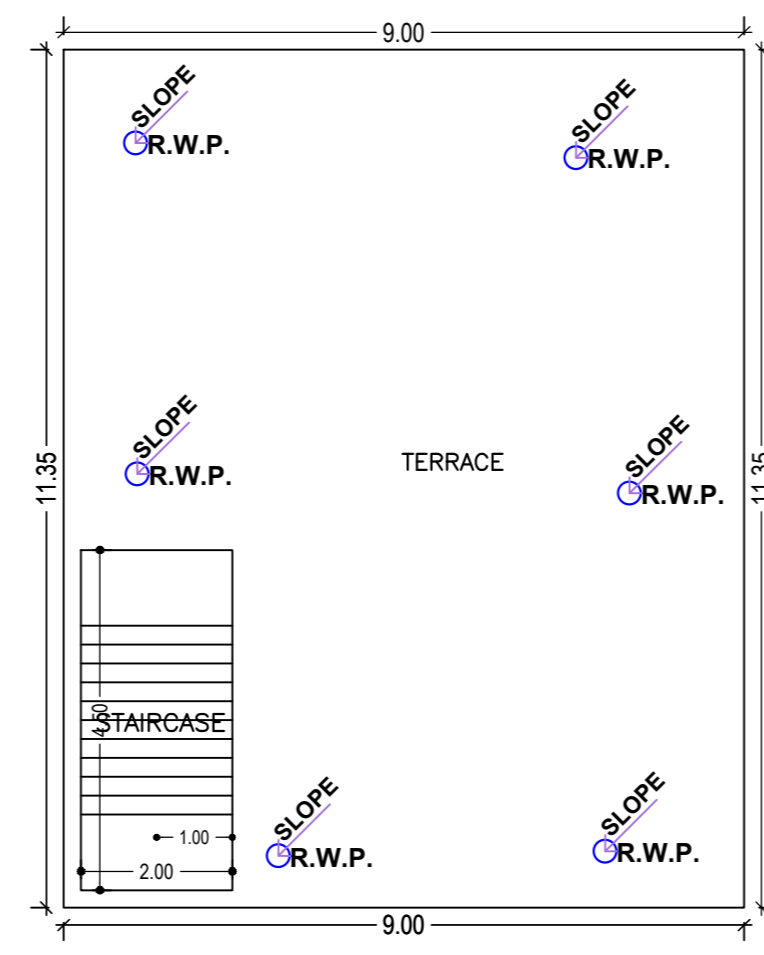 9.00
SLOPE
R.W.P.
SLOPE
R.W.P.
11.35
11.35
SLOPE
R.W.P.
TERRACE
SLOPE
R.W.P.
4.50
STAIRCASE
1.00
2.00
SLOPE
R.W.P.
SLOPE
R.W.P.
9.00